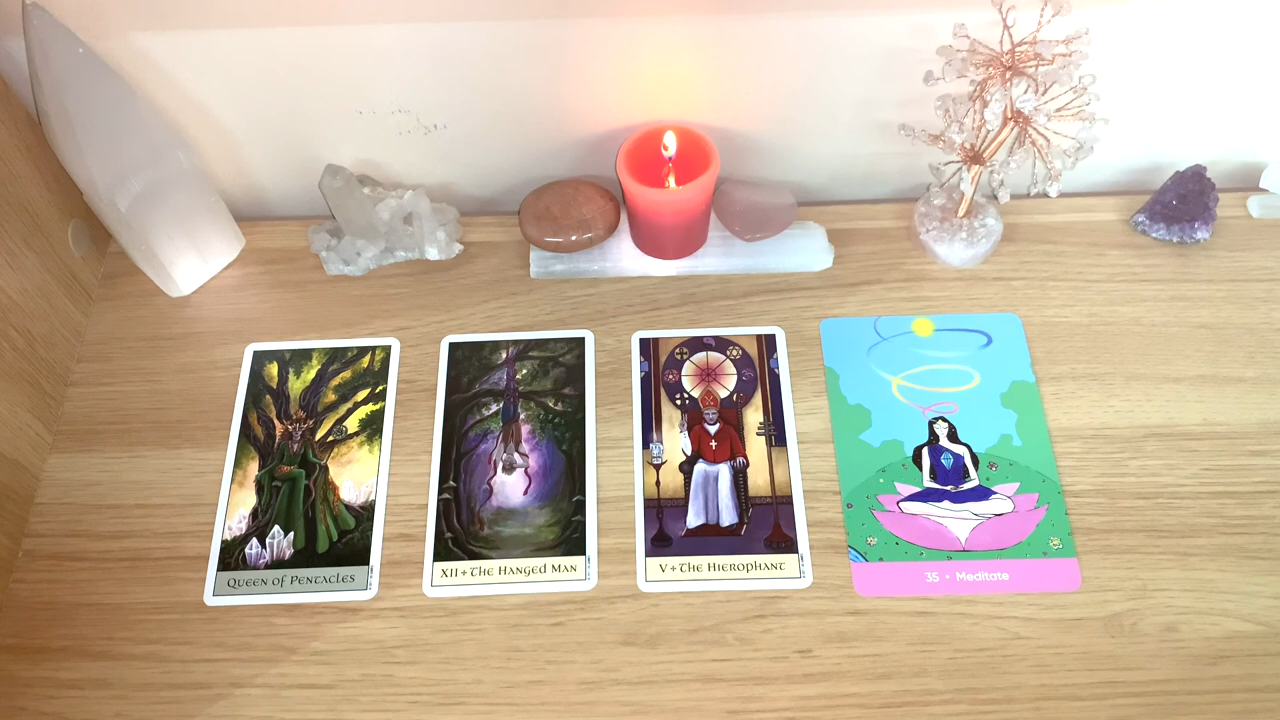 Queen of Pentacles
XII + The Hanged Man
V + The Hierophant
35 • Meditate